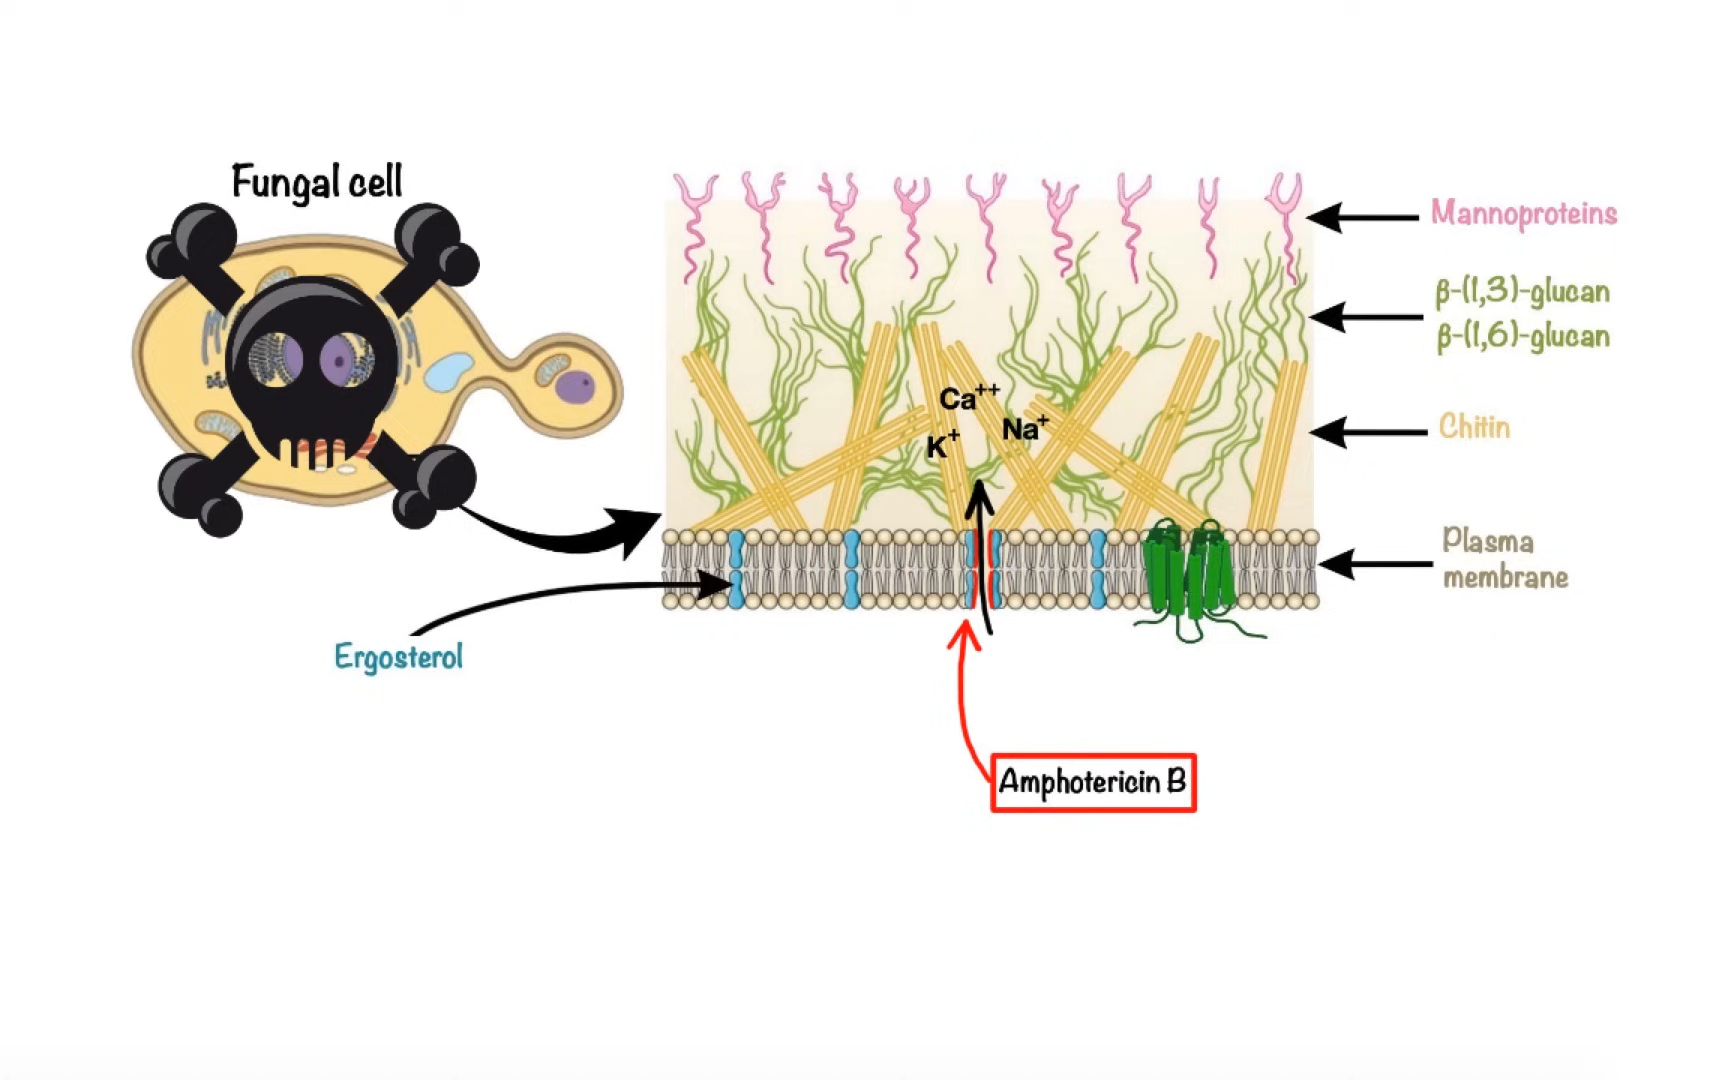 Fungal cell
Mannoproteins
β-(1,3)-glucan
β-(1,6)-glucan
Ca++
Na+
K+
Chitin
Plasma
membrane
Ergosterol
Amphotericin B